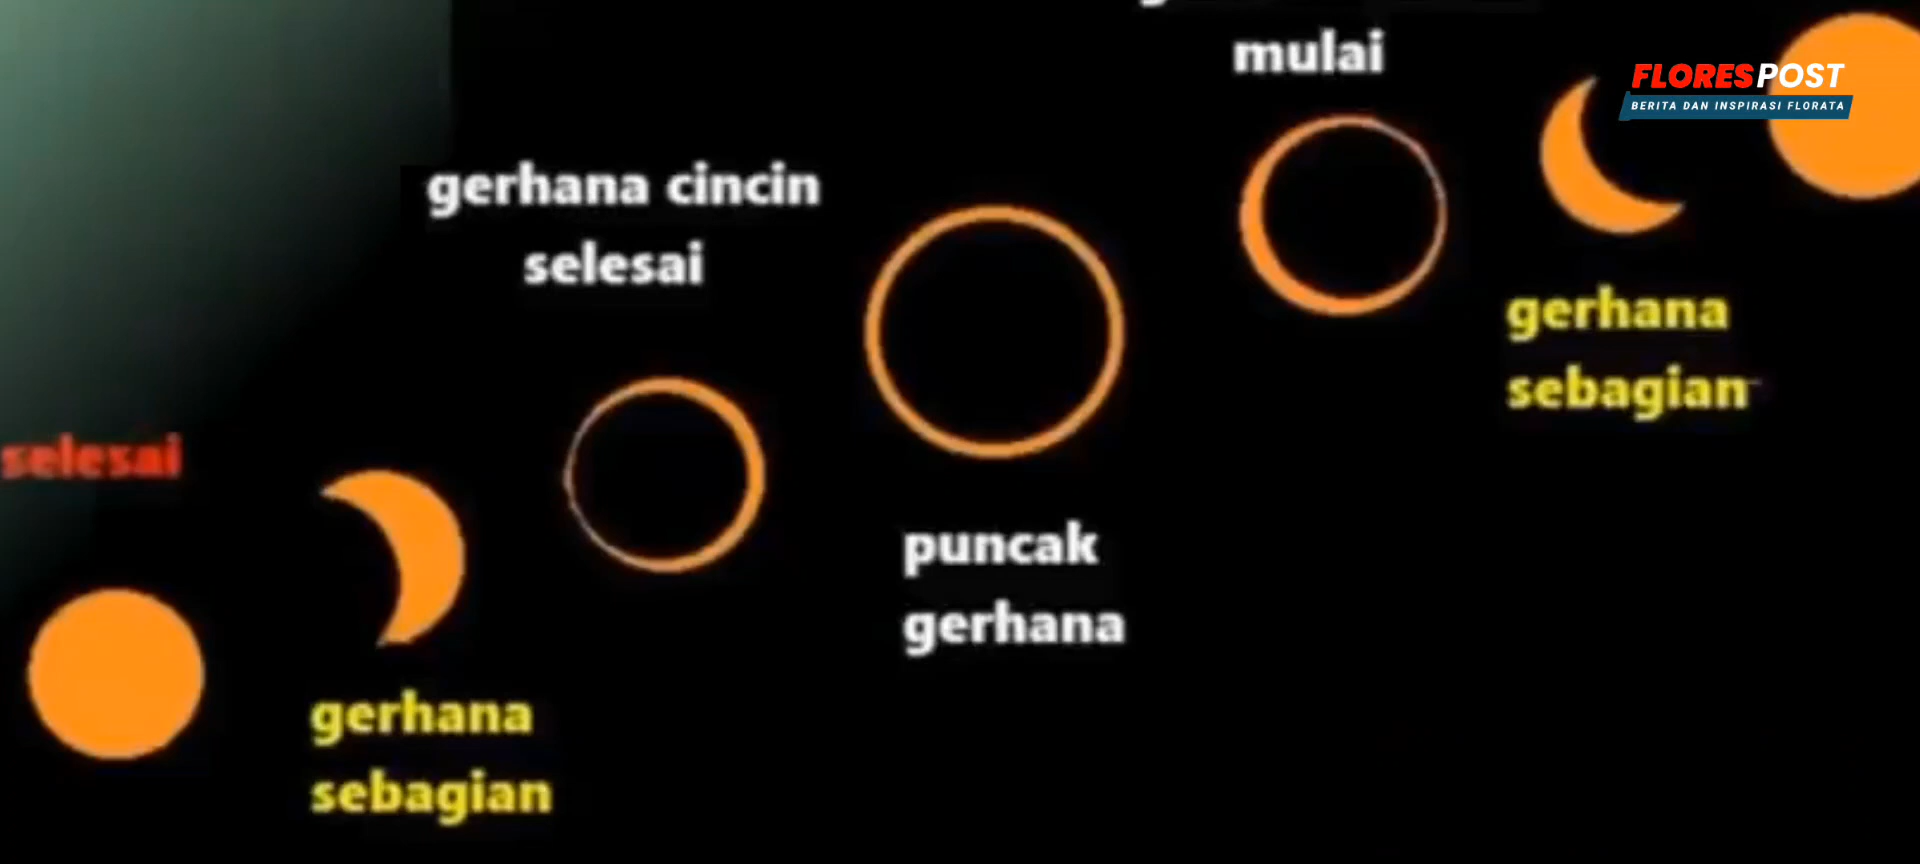 mulai
FLORESPOST
BERITA DAN INSPIRASI FLORATA
gerhana cincin
selesai
gerhana
sebagian
selesai
puncak
gerhana
gerhana
sebagian